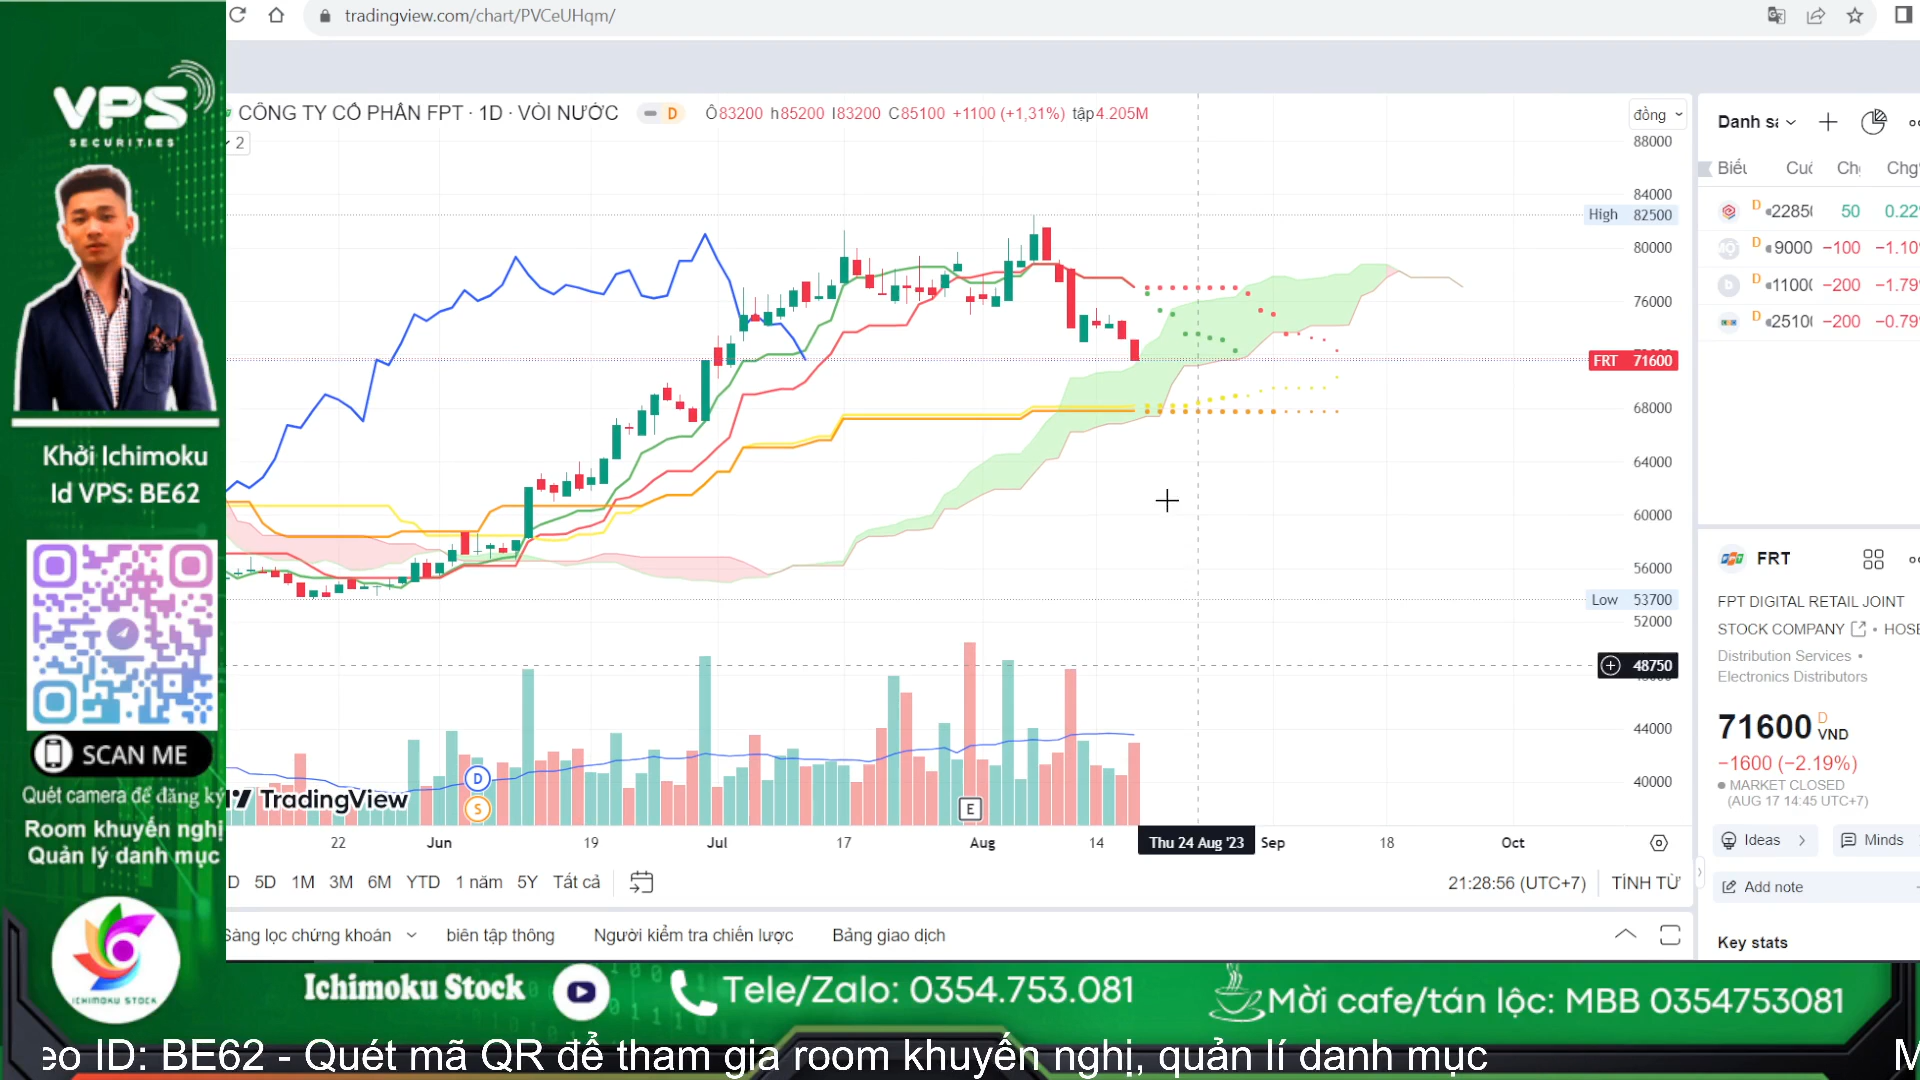 tradingview.com/chart/PVCeUHqm/
VPS
SECURITIES
Khởi Ichimoku
Id VPS: BE62
SCAN ME
Quét camera để đăng ký
Room khuyến nghị
Quản lý danh mục
ICHIMOKU STOCK
CÔNG TY CỔ PHẦN FPT · 1D · VÒI NƯỚC
D
Ô83200 h85200 l83200 C85100 +1100 (+1,31%) tập4.205M
2
đồng
88000
84000
High 82500
80000
76000
FRT 71600
68000
64000
60000
56000
Low 53700
52000
48750
44000
40000
TradingView
D
S
E
22 Jun 19 Jul 17 Aug 14 Thu 24 Aug '23 Sep 18 Oct
D 5D 1M 3M 6M YTD 1 năm 5Y Tất cả
21:28:56 (UTC+7) TÍNH TỪ
Sàng lọc chứng khoán biên tập thông Người kiểm tra chiến lược Bảng giao dịch
Danh
D 50
D 9000 −100
D −200
D −200
FRT
FPT DIGITAL RETAIL JOINT
STOCK COMPANY • HOSE
Distribution Services •
Electronics Distributors
71600 D VND
−1600 (−2.19%)
MARKET CLOSED
(AUG 17 14:45 UTC+7)
Ideas Minds
Add note
Key stats
Ichimoku Stock
Tele/Zalo: 0354.753.081
Mời cafe/tán lộc: MBB 0354753081
ID: BE62 - Quét mã QR để tham gia room khuyến nghị, quản lí danh mục